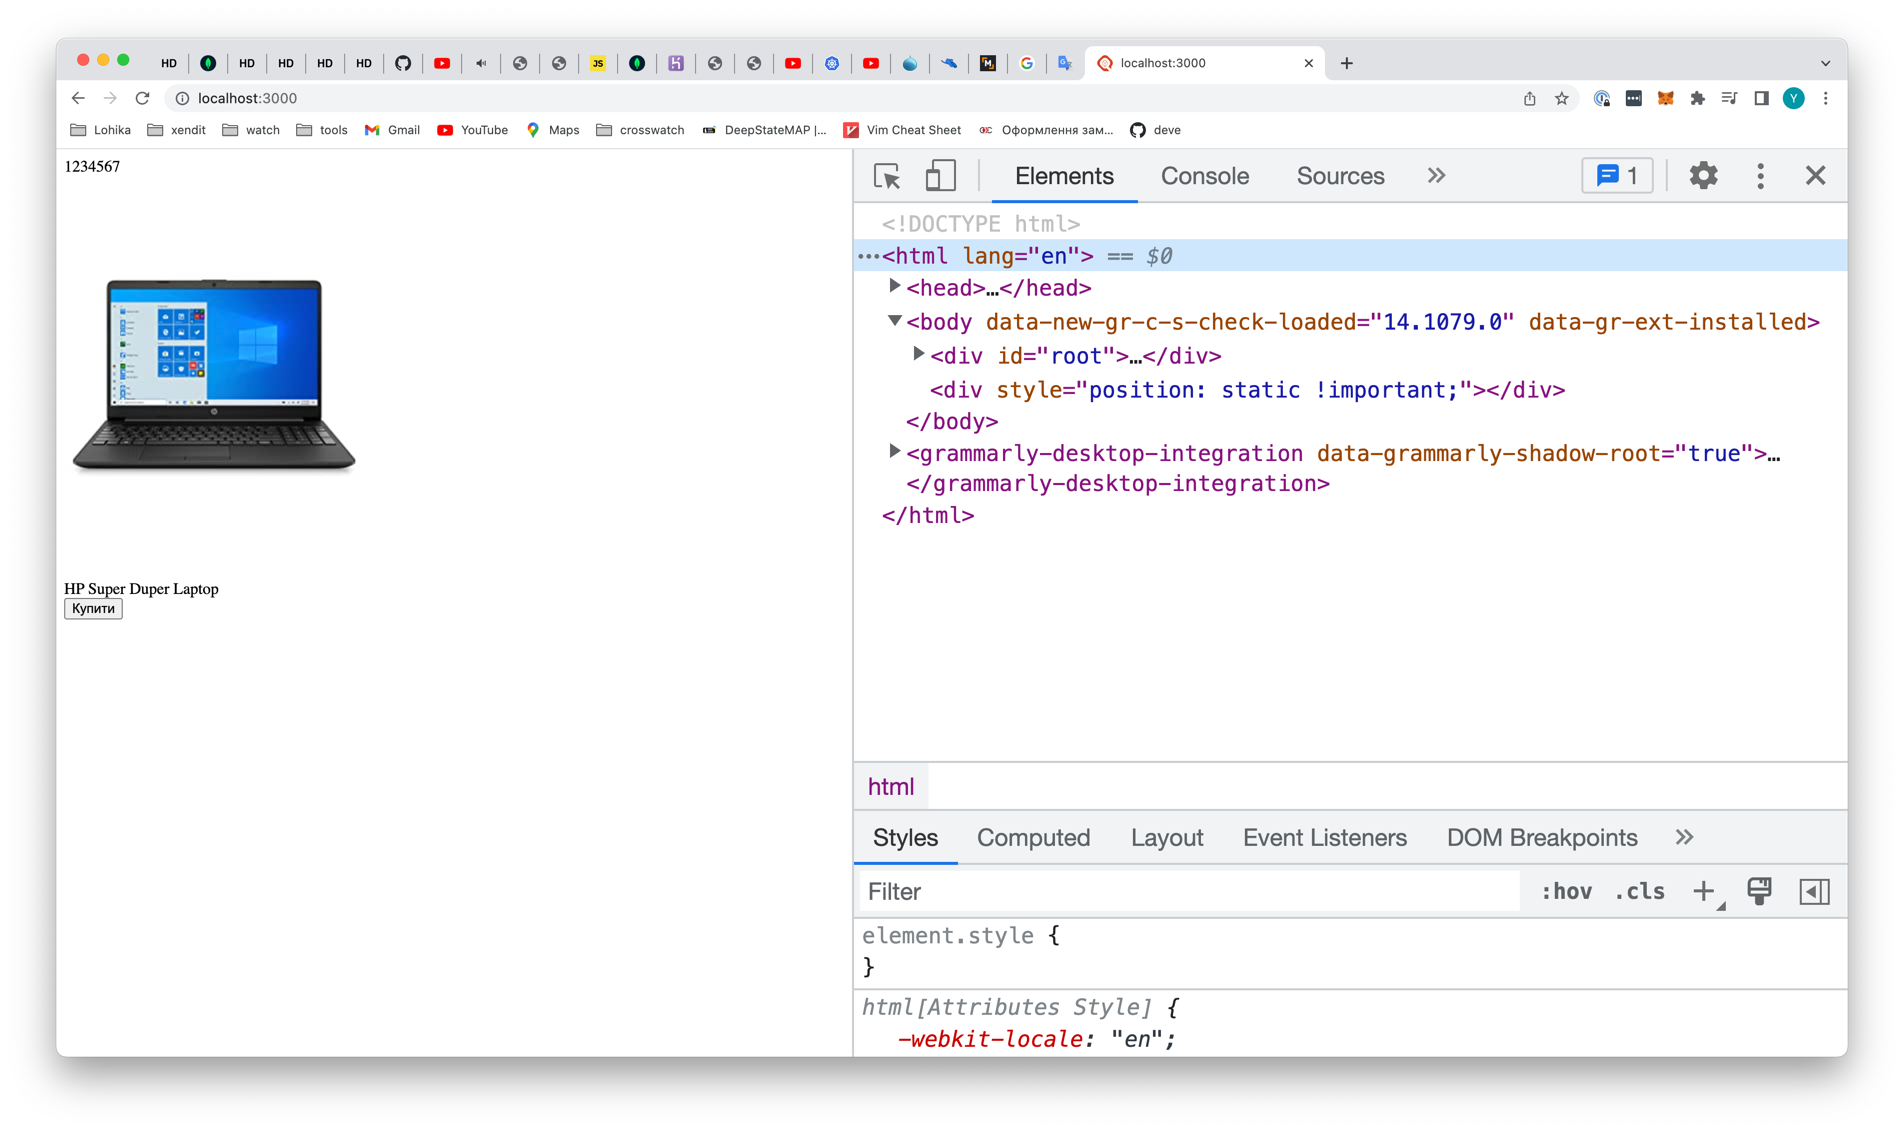 HD HD HD HD HD JS localhost:3000
localhost:3000
Y
Lohika xendit watch tools Gmail YouTube Maps crosswatch DeepStateMAP |... Vim Cheat Sheet Оформлення зам... deve
1234567
HP Super Duper Laptop
Купити
Elements Console Sources 1
<!DOCTYPE html>
…<html lang="en"> == $0
<head>…</head>
<body data-new-gr-c-s-check-loaded="14.1079.0" data-gr-ext-installed>
<div id="root">…</div>
<div style="position: static !important;"></div>
</body>
<grammarly-desktop-integration data-grammarly-shadow-root="true">…
</grammarly-desktop-integration>
</html>
html
Styles Computed Layout Event Listeners DOM Breakpoints
Filter :hov .cls
element.style {
}
html[Attributes Style] {
-webkit-locale: "en";